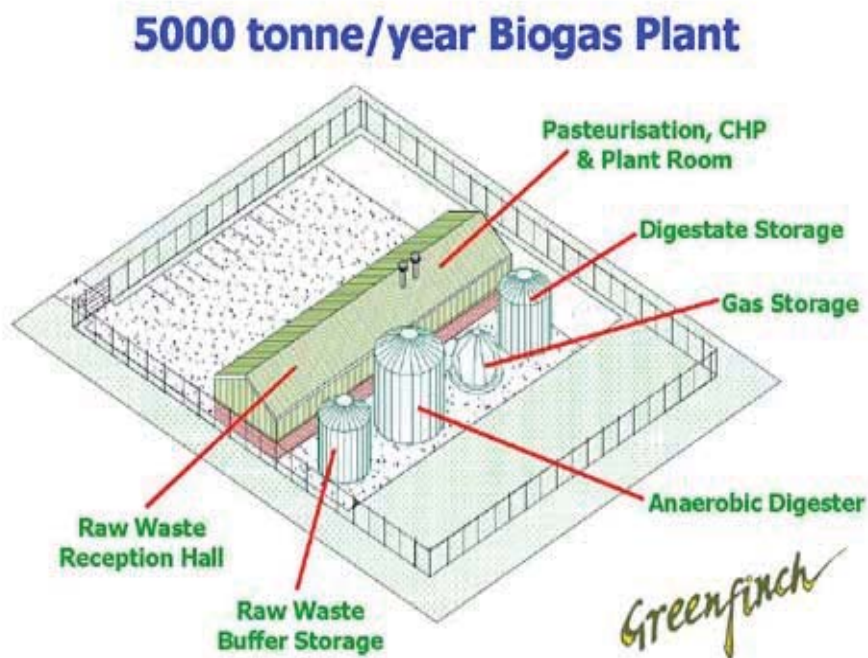 5000 tonne/year Biogas Plant
Pasteurisation, CHP
& Plant Room
Digestate Storage
Gas Storage
Anaerobic Digester
Raw Waste
Reception Hall
Raw Waste
Buffer Storage
Greenfinch